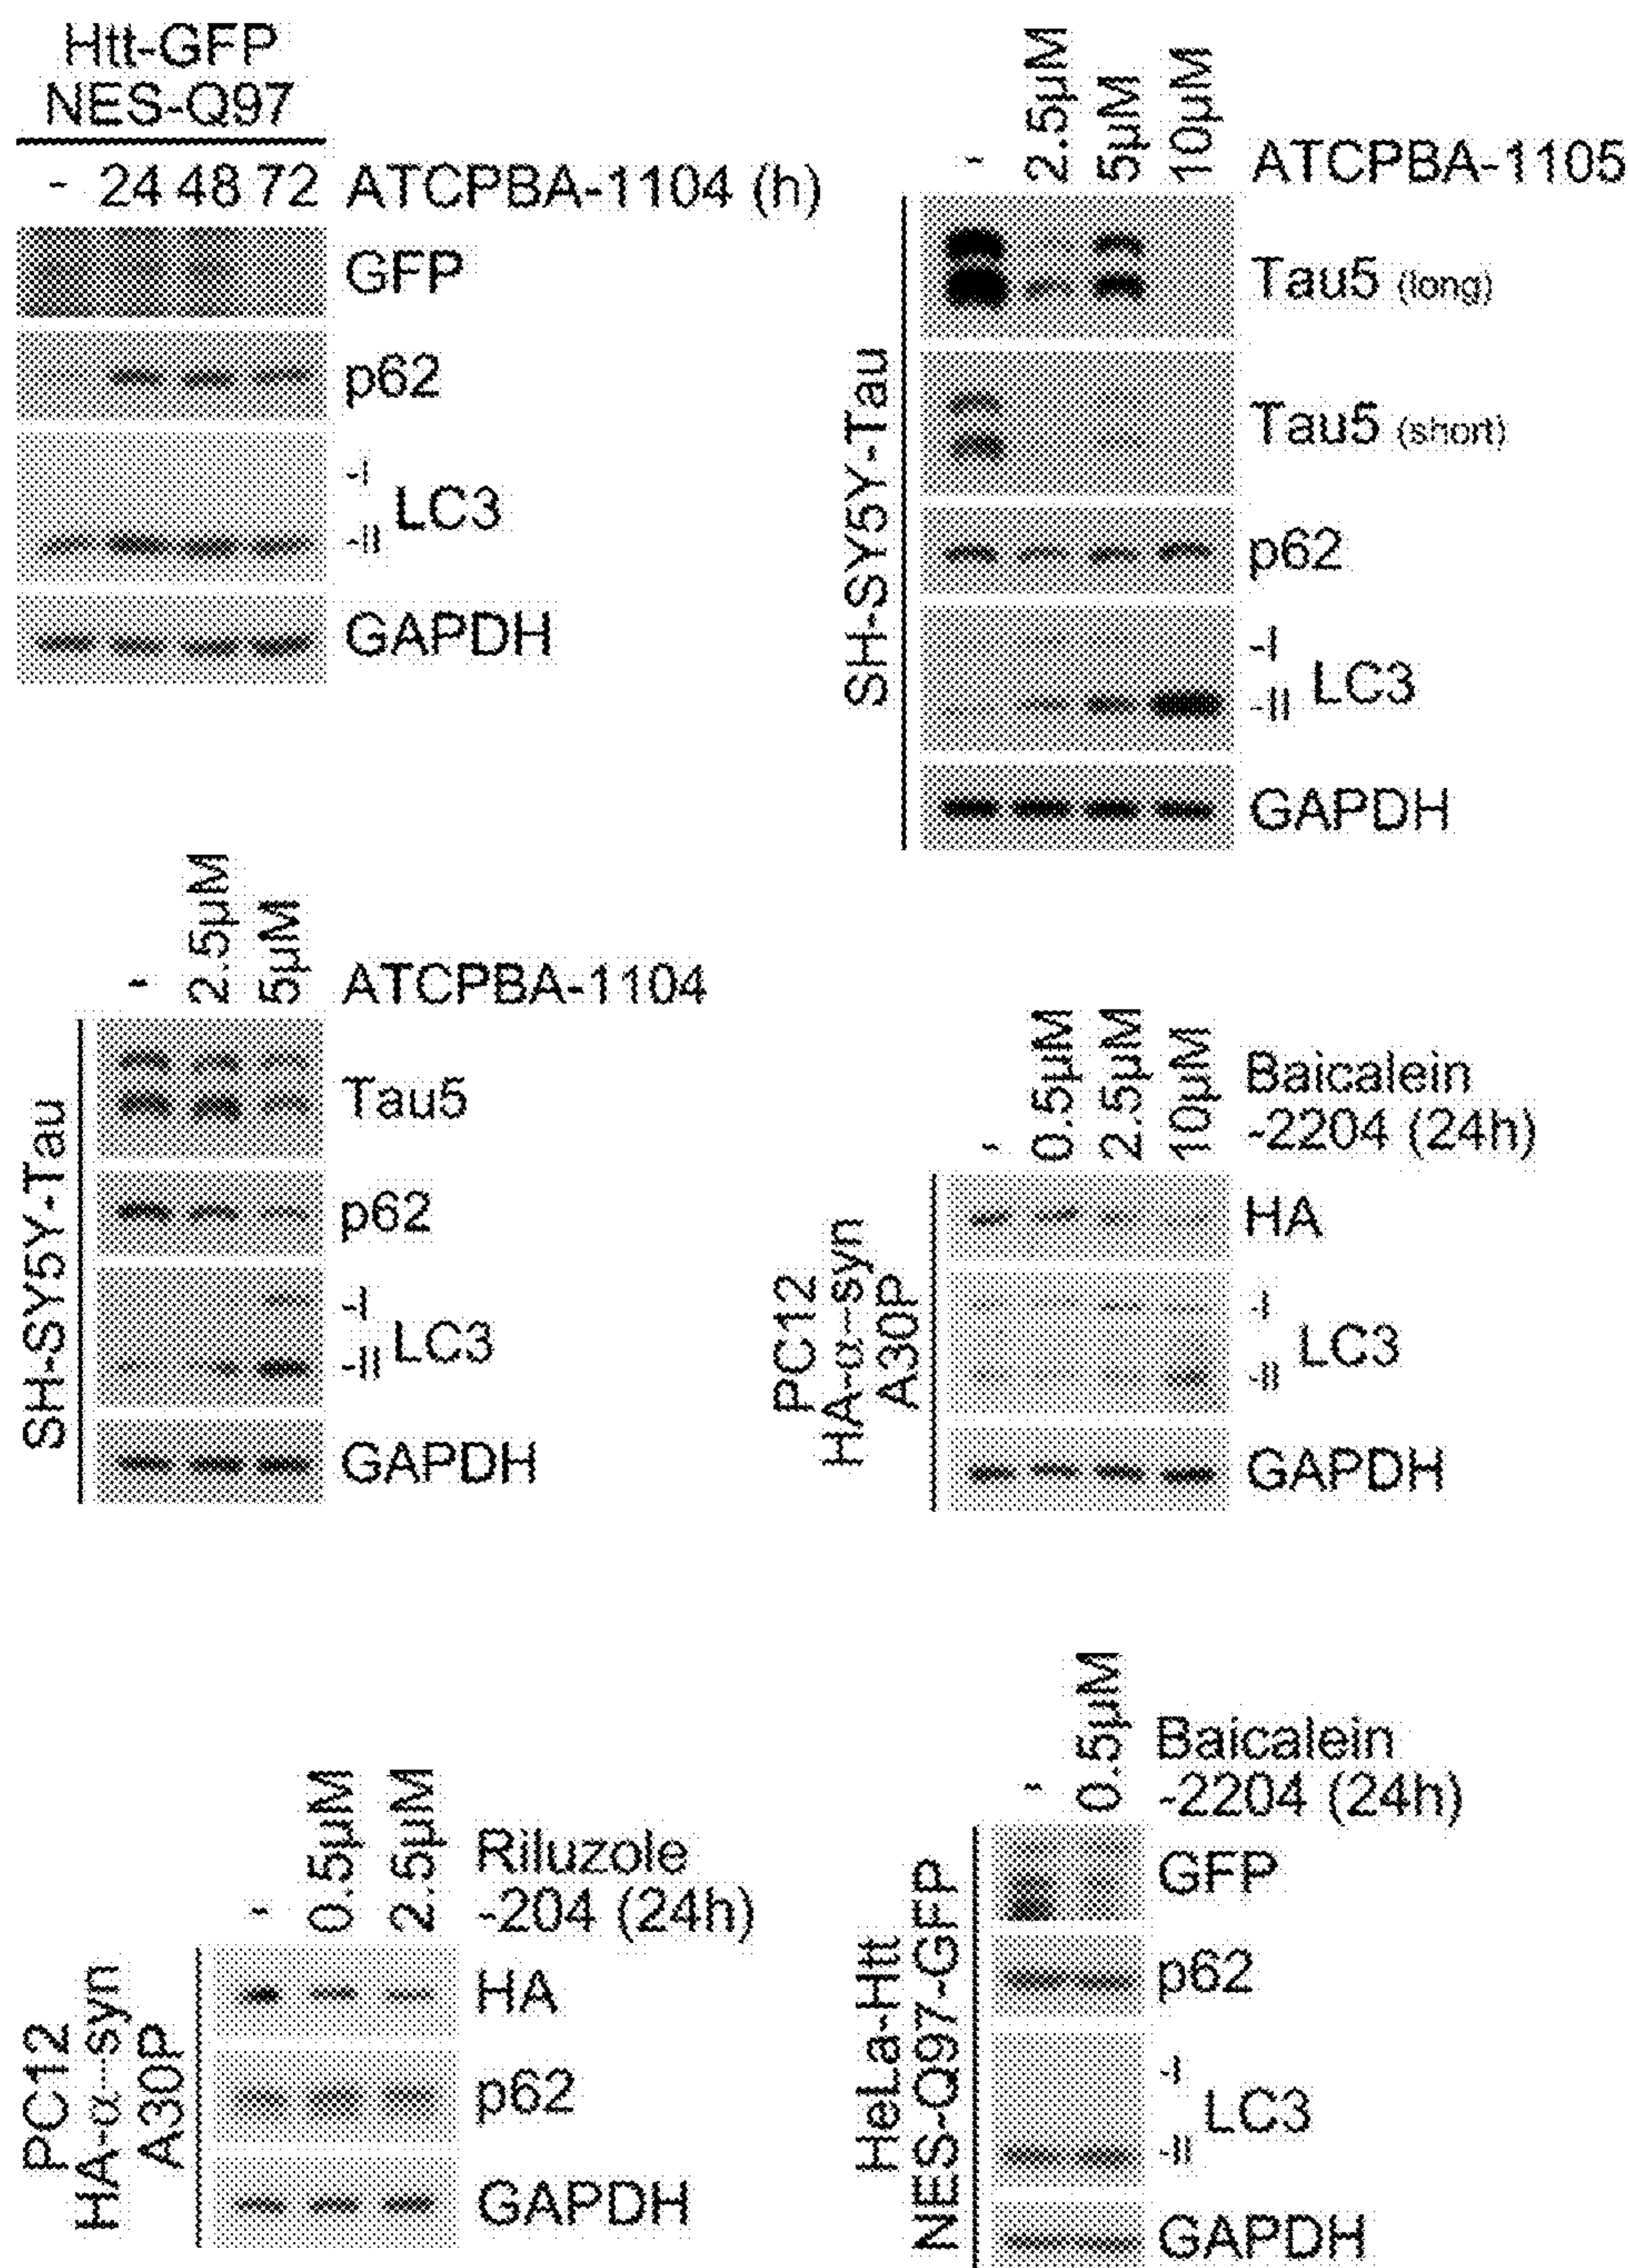 Htt-GFP
NES-Q97
- 24 48 72 ATCPBA-1104 (h)
GFP
p62
-I
-II LC3
GAPDH
- 2.5µM 5µM 10µM ATCPBA-1105
SH-SY5Y-Tau
Tau5 (long)
Tau5 (short)
p62
-I
-II LC3
GAPDH
- 2.5µM 5µM ATCPBA-1104
SH-SY5Y-Tau
Tau5
p62
-I
-II LC3
GAPDH
- 0.5µM 2.5µM 10µM Baicalein
-2204 (24h)
PC12
HA-α-syn
A30P
HA
-I
-II LC3
GAPDH
- 0.5µM 2.5µM Riluzole
-204 (24h)
PC12
HA-α-syn
A30P
HA
p62
GAPDH
- 0.5µM Baicalein
-2204 (24h)
HeLa-Htt
NES-Q97-GFP
GFP
p62
-I
-II LC3
GAPDH